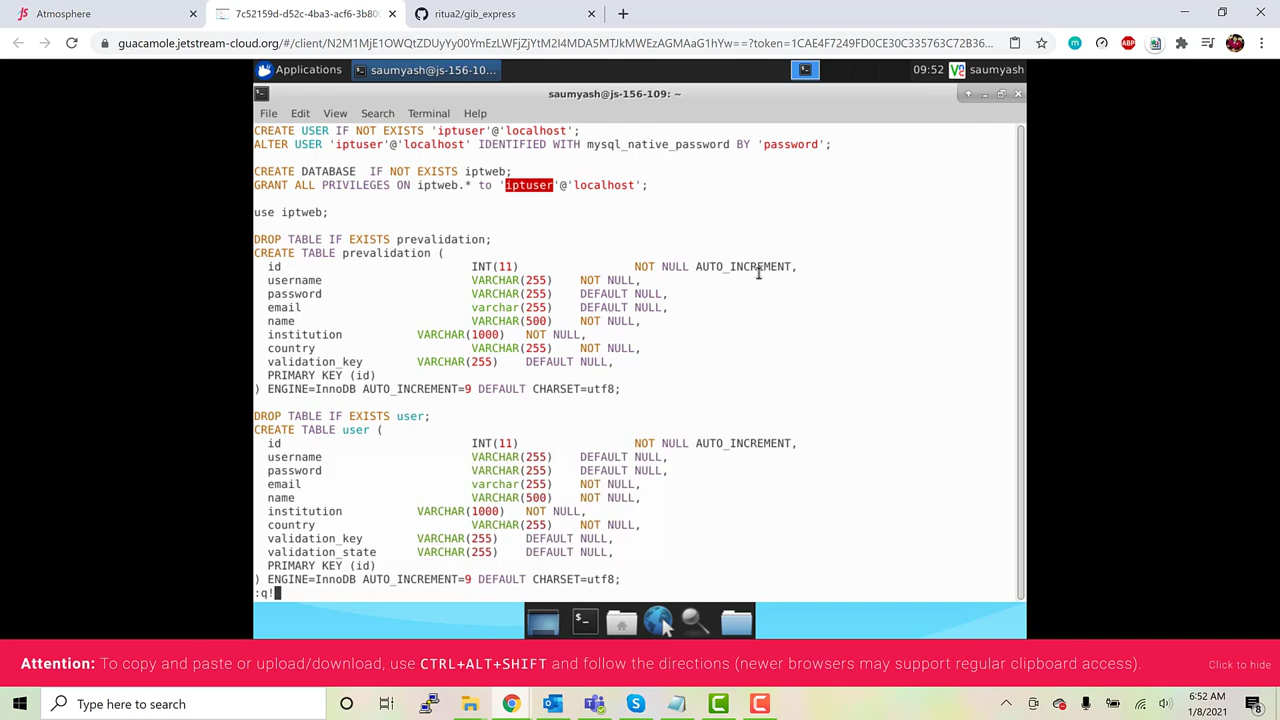 Atmosphere
7c52159d-d52c-4ba3-acf6-3b800
ritua2/gib_express
guacamole.jetstream-cloud.org/#/client/N2M1MjE1OWQtZDUyYy00YmEzLWFjZjYtM2I4MDA5MTJkMWEzAGMAaG1hYw==?token=1CAE4F7249FD0CE30C335763C72B36...
Applications
saumyash@js-156-10...
09:52
saumyash
saumyash@js-156-109: ~
File Edit View Search Terminal Help
CREATE USER IF NOT EXISTS 'iptuser'@'localhost';
ALTER USER 'iptuser'@'localhost' IDENTIFIED WITH mysql_native_password BY 'password';
CREATE DATABASE IF NOT EXISTS iptweb;
GRANT ALL PRIVILEGES ON iptweb.* to 'iptuser'@'localhost';
use iptweb;
DROP TABLE IF EXISTS prevalidation;
CREATE TABLE prevalidation (
id INT(11) NOT NULL AUTO_INCREMENT,
username VARCHAR(255) NOT NULL,
password VARCHAR(255) DEFAULT NULL,
email varchar(255) DEFAULT NULL,
name VARCHAR(500) NOT NULL,
institution VARCHAR(1000) NOT NULL,
country VARCHAR(255) NOT NULL,
validation_key VARCHAR(255) DEFAULT NULL,
PRIMARY KEY (id)
) ENGINE=InnoDB AUTO_INCREMENT=9 DEFAULT CHARSET=utf8;
DROP TABLE IF EXISTS user;
CREATE TABLE user (
id INT(11) NOT NULL AUTO_INCREMENT,
username VARCHAR(255) DEFAULT NULL,
password VARCHAR(255) DEFAULT NULL,
email varchar(255) NOT NULL,
name VARCHAR(500) NOT NULL,
institution VARCHAR(1000) NOT NULL,
country VARCHAR(255) NOT NULL,
validation_key VARCHAR(255) DEFAULT NULL,
validation_state VARCHAR(255) DEFAULT NULL,
PRIMARY KEY (id)
) ENGINE=InnoDB AUTO_INCREMENT=9 DEFAULT CHARSET=utf8;
:q!
Attention: To copy and paste or upload/download, use CTRL+ALT+SHIFT and follow the directions (newer browsers may support regular clipboard access).
Click to hide
Type here to search
6:52 AM
1/8/2021
8